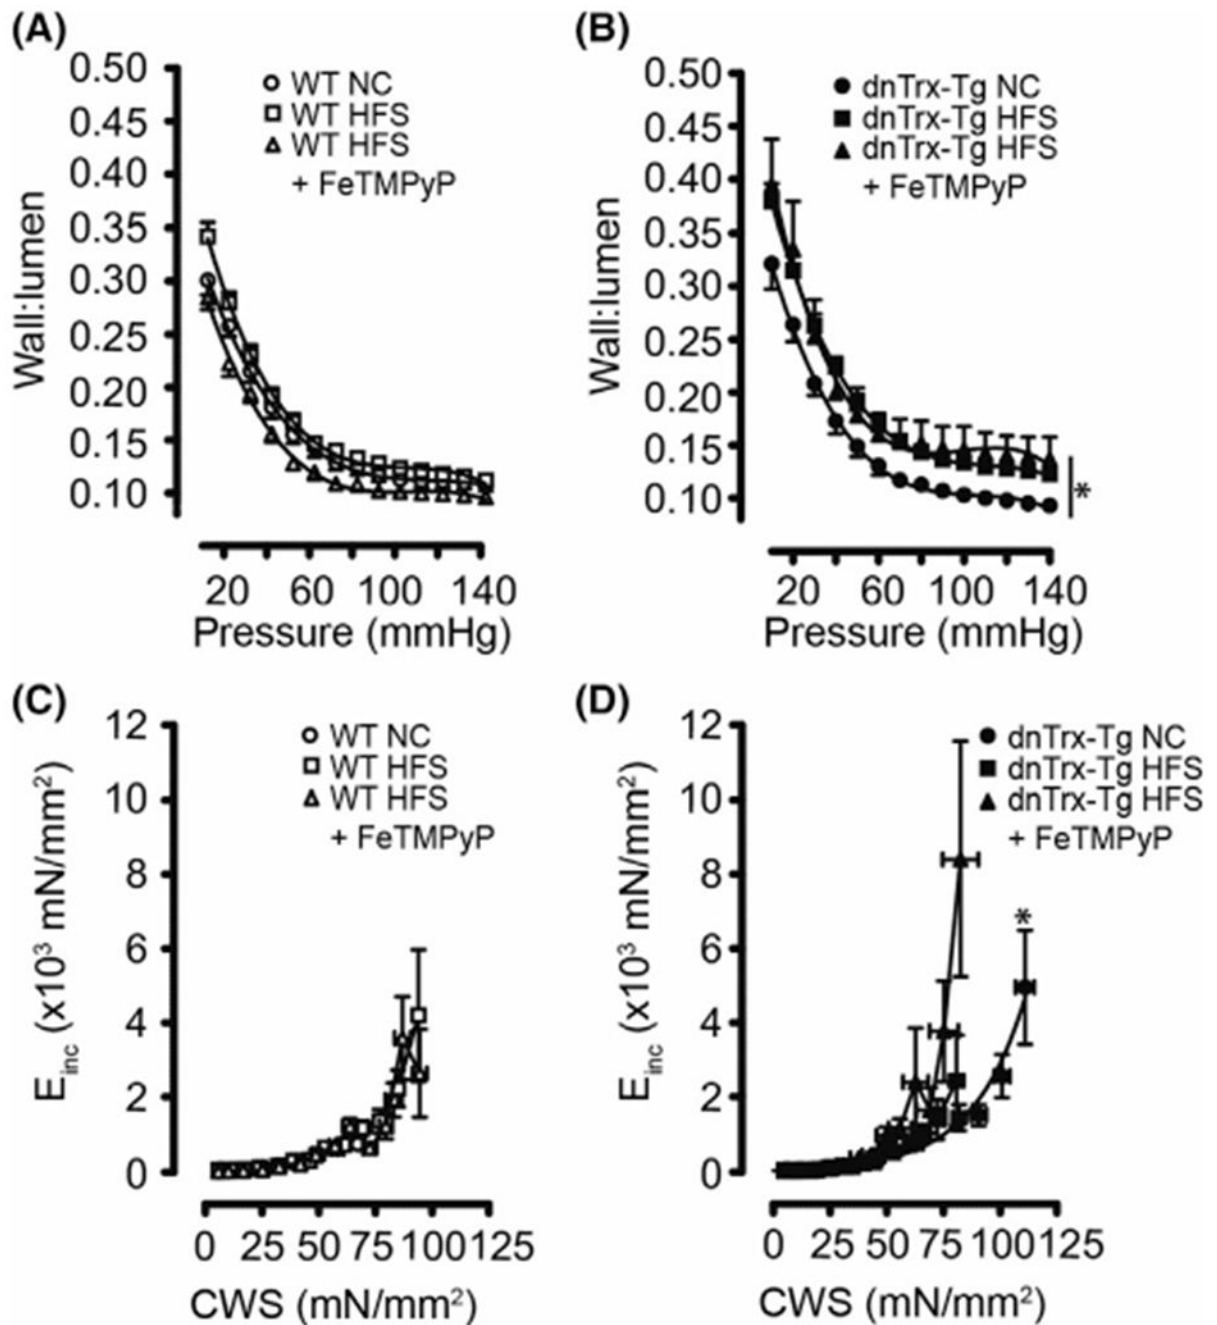 (A)
0.50
0.45
0.40
0.35
0.30
0.25
0.20
0.15
0.10
Wall:lumen
WT NC
WT HFS
WT HFS
+ FeTMPyP
20 60 100 140
Pressure (mmHg)
(B)
0.50
0.45
0.40
0.35
0.30
0.25
0.20
0.15
0.10
Wall:lumen
dnTrx-Tg NC
dnTrx-Tg HFS
dnTrx-Tg HFS
+ FeTMPyP
*
20 60 100 140
Pressure (mmHg)
(C)
12
10
8
6
4
2
0
Einc (x10³ mN/mm²)
WT NC
WT HFS
WT HFS
+ FeTMPyP
0 25 50 75 100 125
CWS (mN/mm²)
(D)
12
10
8
6
4
2
0
Einc (x10³ mN/mm²)
dnTrx-Tg NC
dnTrx-Tg HFS
dnTrx-Tg HFS
+ FeTMPyP
*
0 25 50 75 100 125
CWS (mN/mm²)